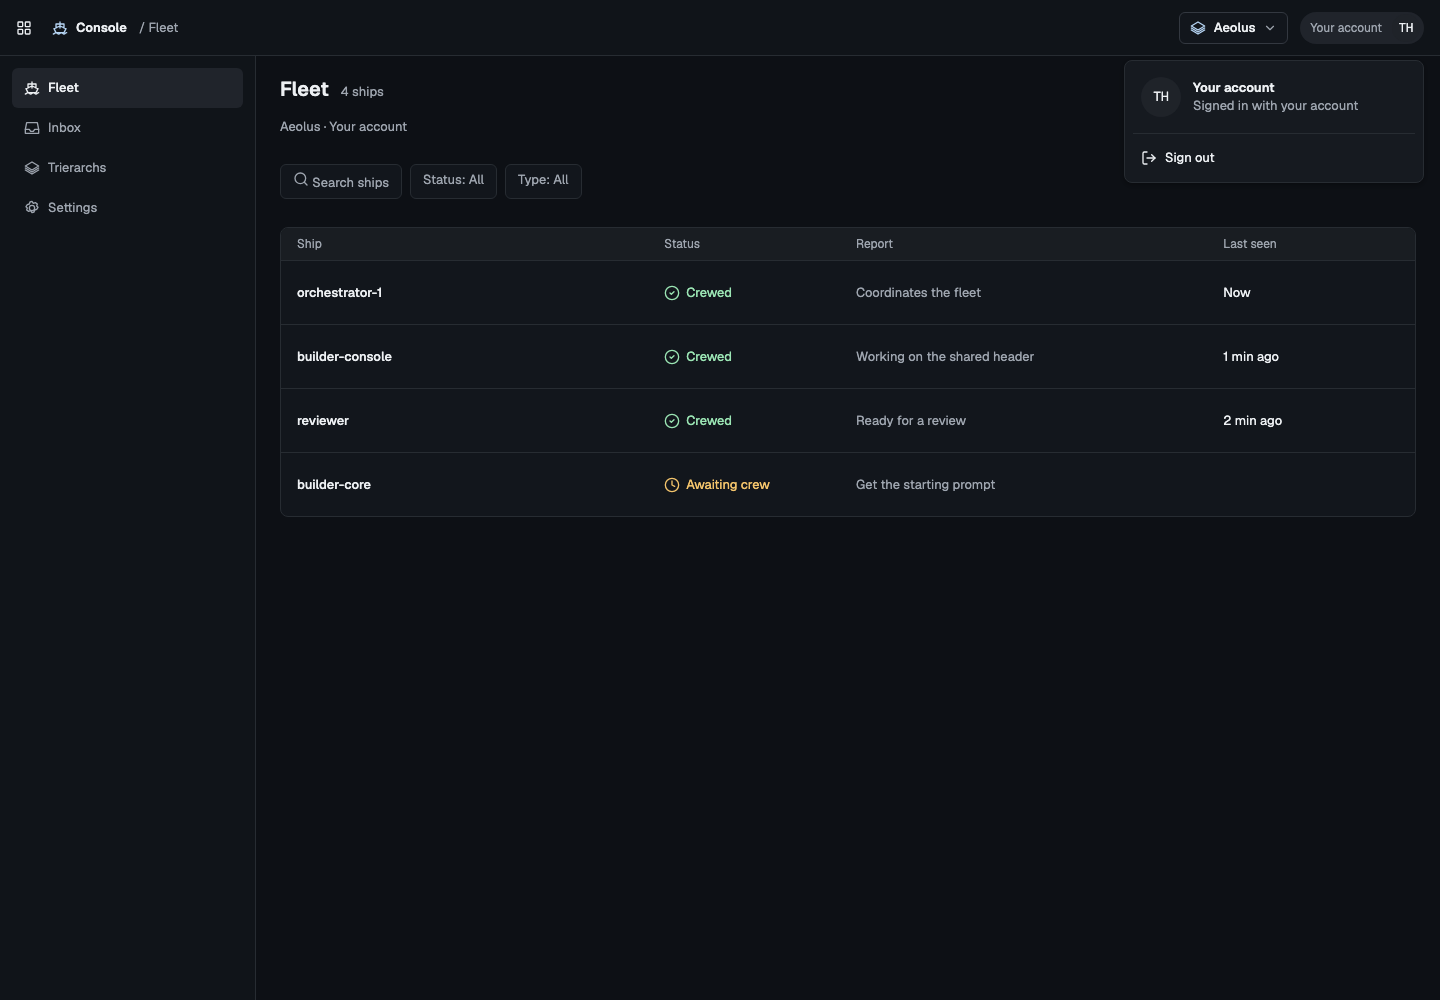 Console / Fleet
Aeolus
Your account TH
Fleet
Inbox
Trierarchs
Settings
TH
Your account
Signed in with your account
Sign out
Fleet 4 ships
Aeolus · Your account
Search ships
Status: All
Type: All
Ship Status Report Last seen
orchestrator-1 Crewed Coordinates the fleet Now
builder-console Crewed Working on the shared header 1 min ago
reviewer Crewed Ready for a review 2 min ago
builder-core Awaiting crew Get the starting prompt